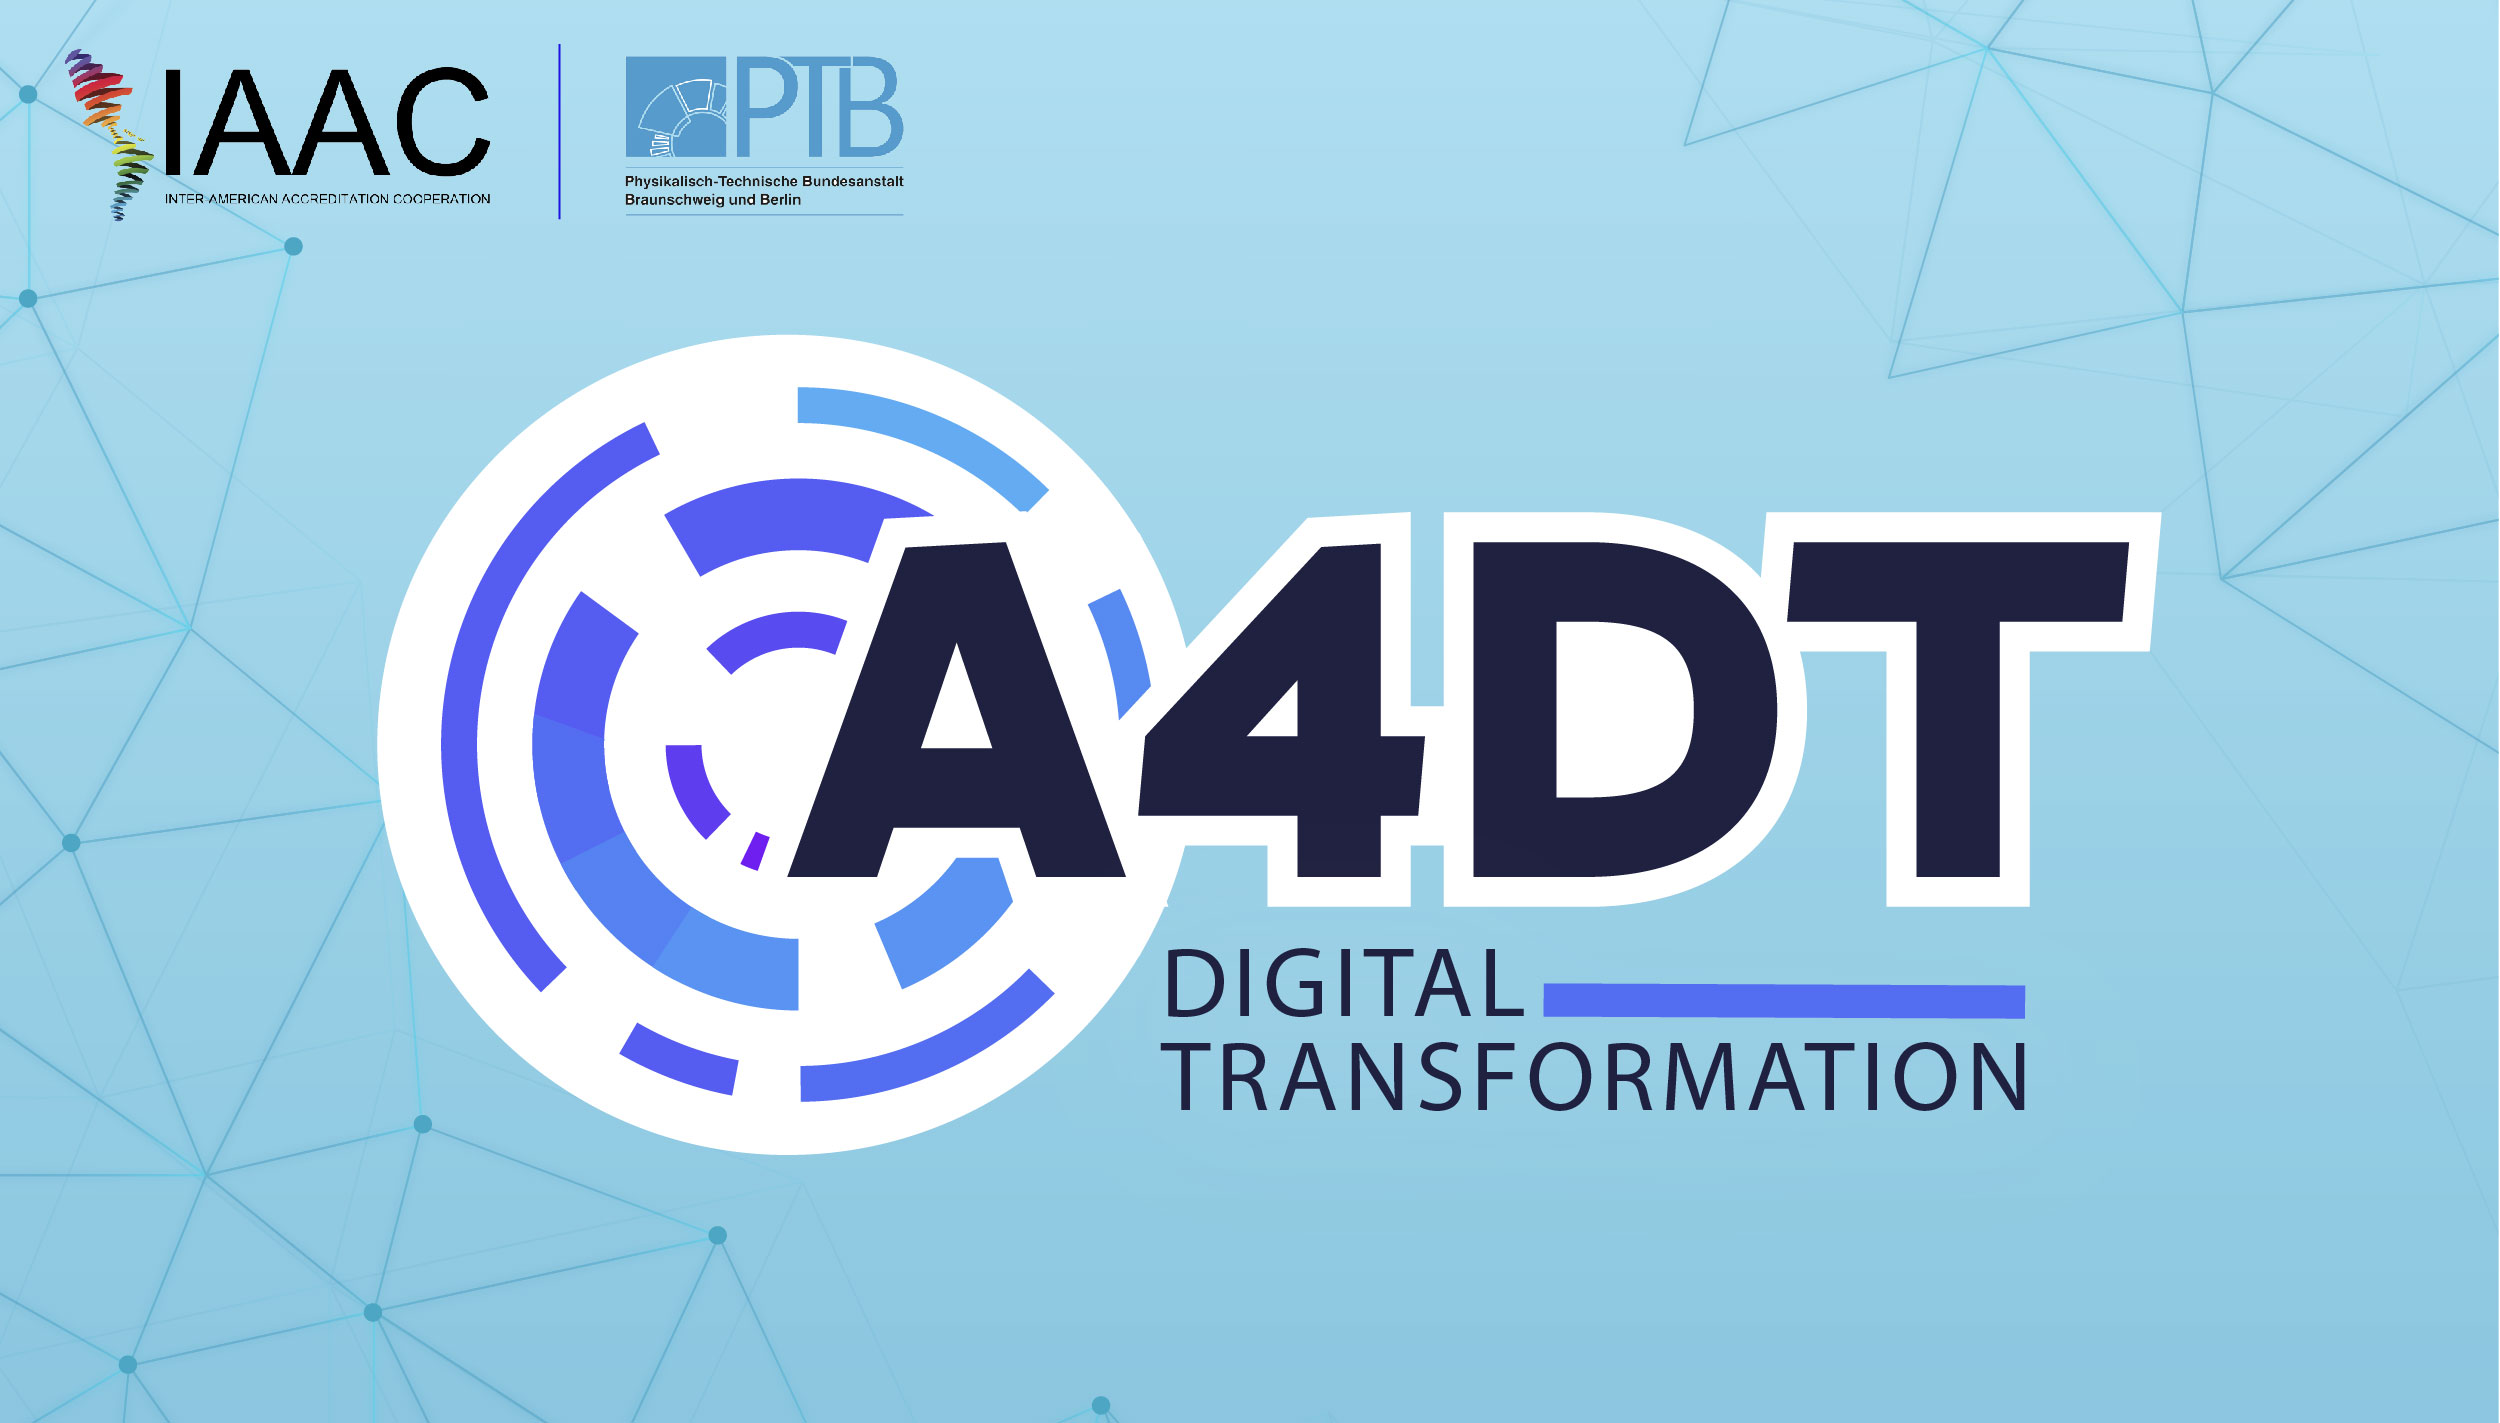 IAAC
INTER AMERICAN ACCREDITATION COOPERATION
PTB
Physikalisch-Technische Bundesanstalt
Braunschweig und Berlin
A4DT
DIGITAL
TRANSFORMATION